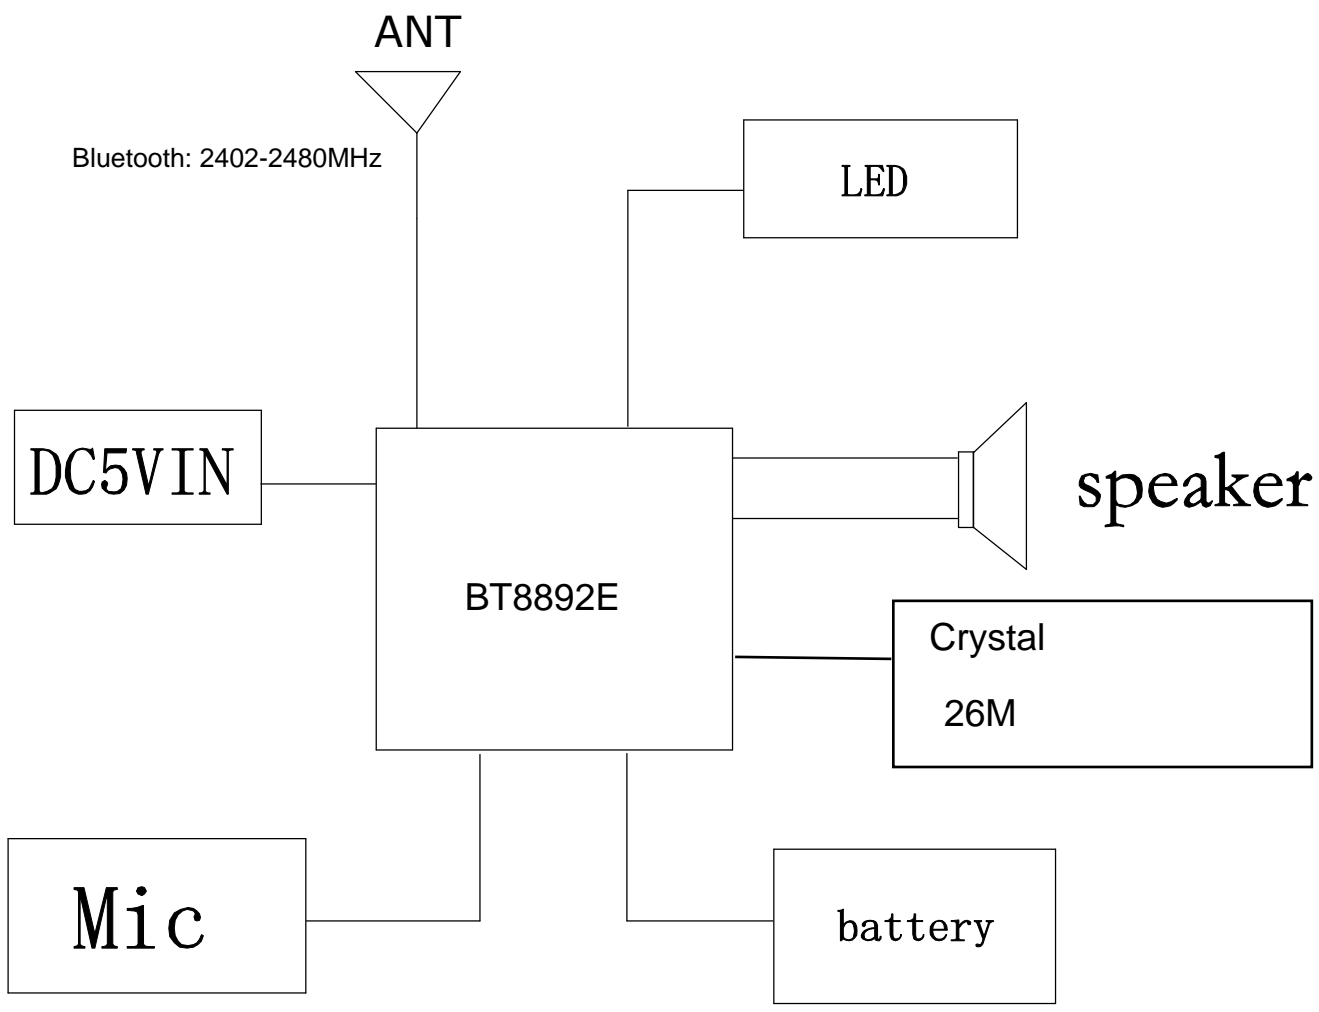 ANT
Bluetooth: 2402-2480MHz
LED
DC5VIN
speaker
BT8892E
Crystal
26M
Mic
battery